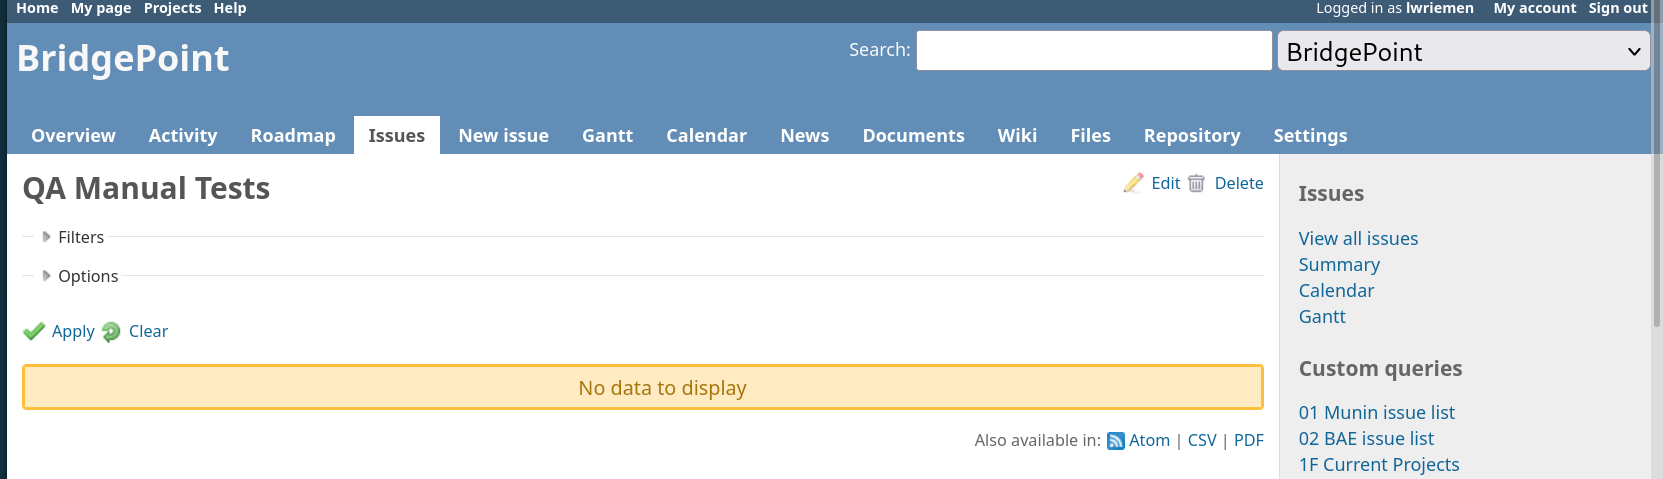 Home My page Projects Help
Logged in as lwriemen My account Sign out
BridgePoint
Search:
BridgePoint
Overview Activity Roadmap Issues New issue Gantt Calendar News Documents Wiki Files Repository Settings
QA Manual Tests
Edit Delete
Filters
Options
Apply Clear
No data to display
Also available in: Atom | CSV | PDF
Issues
View all issues
Summary
Calendar
Gantt
Custom queries
01 Munin issue list
02 BAE issue list
1F Current Projects